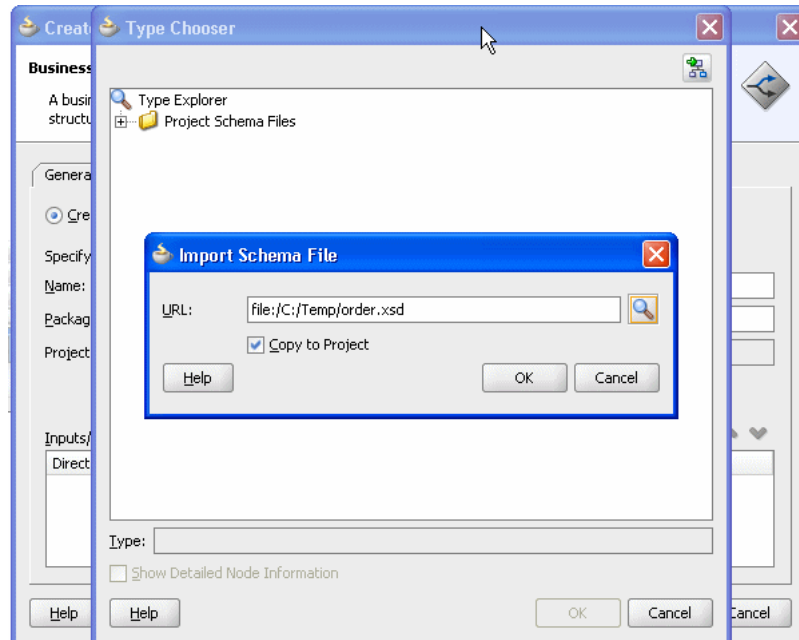 Create
Type Chooser
Business
A busin
structu
Type Explorer
Project Schema Files
Genera
Cre
Specify
Name:
Packag
Project
Import Schema File
URL: file:/C:/Temp/order.xsd
Copy to Project
Help OK Cancel
Inputs/
Direct
Type:
Show Detailed Node Information
Help Help OK Cancel Cancel